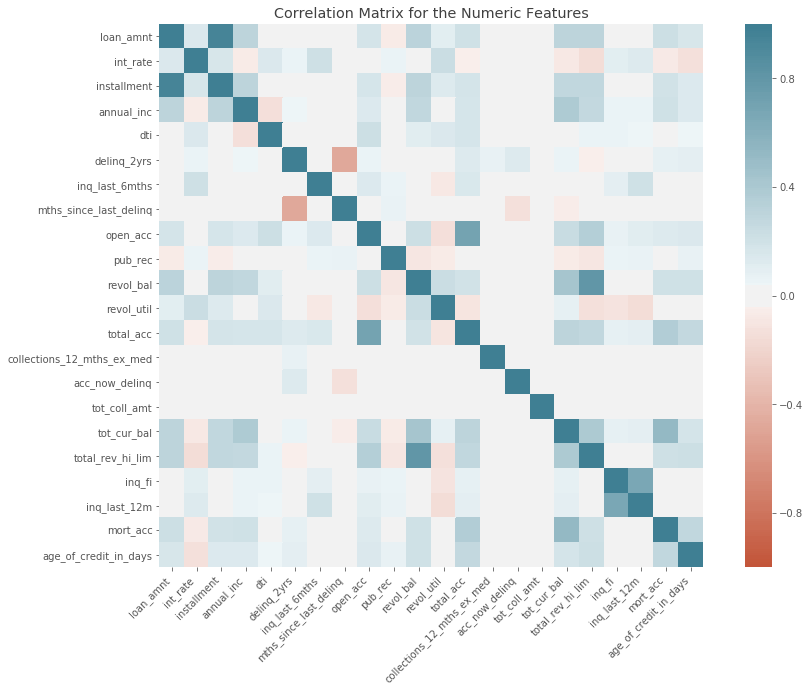 Correlation Matrix for the Numeric Features
loan_amnt
int_rate
installment
annual_inc
dti
delinq_2yrs
inq_last_6mths
mths_since_last_delinq
open_acc
pub_rec
revol_bal
revol_util
total_acc
collections_12_mths_ex_med
acc_now_delinq
tot_coll_amt
tot_cur_bal
total_rev_hi_lim
inq_fi
inq_last_12m
mort_acc
age_of_credit_in_days
loan_amnt
int_rate
installment
annual_inc
dti
delinq_2yrs
inq_last_6mths
mths_since_last_delinq
open_acc
pub_rec
revol_bal
revol_util
total_acc
collections_12_mths_ex_med
acc_now_delinq
tot_coll_amt
tot_cur_bal
total_rev_hi_lim
inq_fi
inq_last_12m
mort_acc
age_of_credit_in_days
0.8
0.4
0.0
−0.4
−0.8